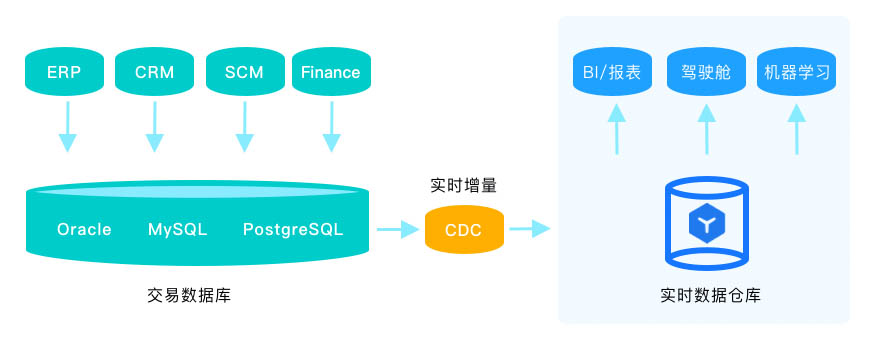 ERP
CRM
SCM
Finance
BI/报表
驾驶舱
机器学习
实时增量
Oracle
MySQL
PostgreSQL
CDC
交易数据库
实时数据仓库